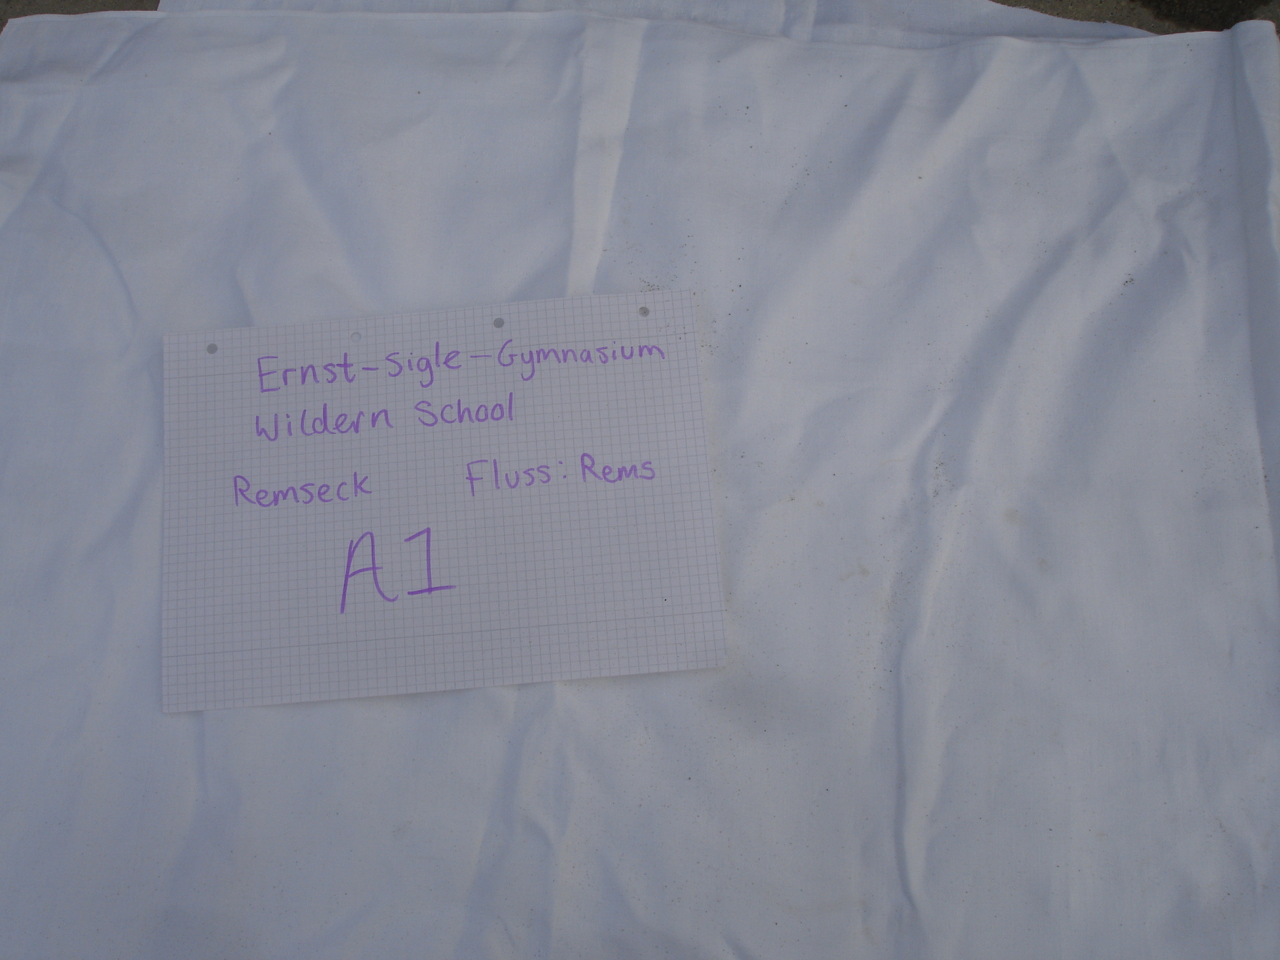 Ernst-Sigle-Gymnasium
Wildern School
Remseck Fluss: Rems
A1